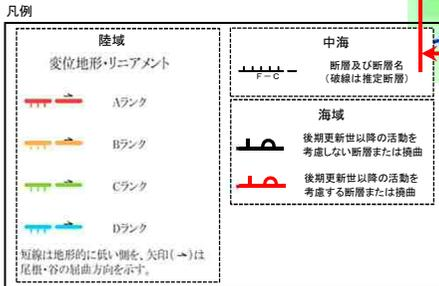 凡例
陸域
変位地形・リニアメント
Aランク
Bランク
Cランク
Dランク
短線は地形的に低い側を、矢印(→)は
尾根・谷の屈曲方向を示す。
中海
F－C
断層及び断層名
(破線は推定断層)
海域
後期更新世以降の活動を
考慮しない断層または撓曲
後期更新世以降の活動を
考慮する断層または撓曲